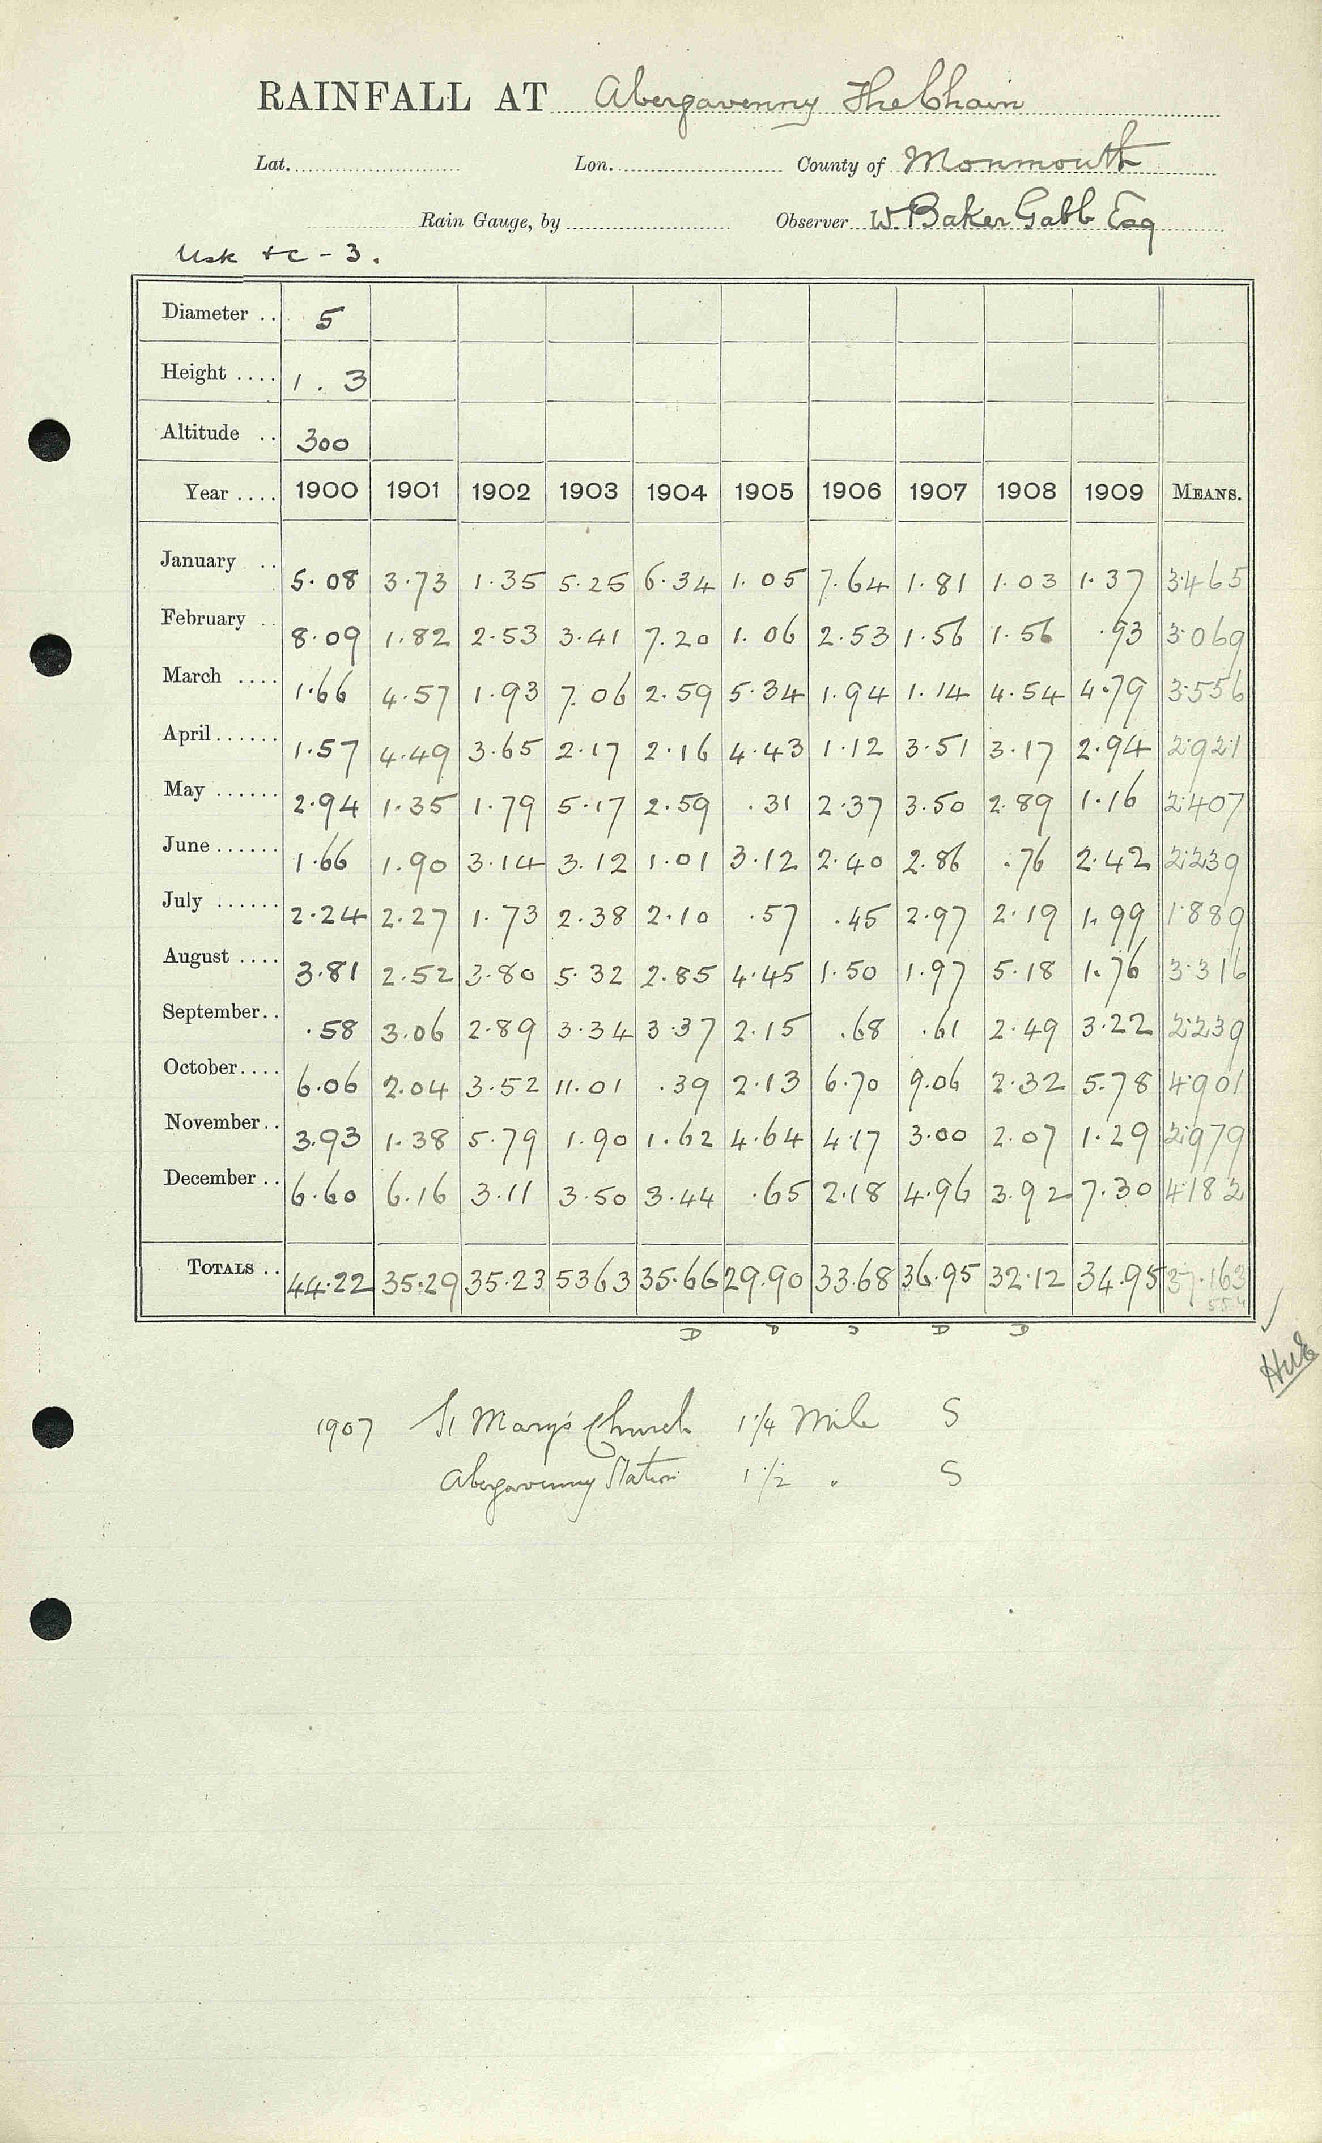 RAINFALL AT Abergavenny The Chain
Lat. Lon. County of Monmouth
Rain Gauge, by Observer W. Baker Gabb Esq
Usk +c - 3.
Diameter .. 5
Height .... 1 . 3
Altitude .. 300
Year .... 1900 1901 1902 1903 1904 1905 1906 1907 1908 1909 MEANS.
January .. 5.08 3.73 1.35 5.25 6.34 1.05 7.64 1.81 1.03 1.37 3.465
February .. 8.09 1.82 2.53 3.41 7.20 1.06 2.53 1.56 1.56 .93 3.069
March .... 1.66 4.57 1.93 7.06 2.59 5.34 1.94 1.14 4.54 4.79 3.556
April ...... 1.57 4.49 3.65 2.17 2.16 4.43 1.12 3.51 3.17 2.94 2.921
May ...... 2.94 1.35 1.79 5.17 2.59 .31 2.37 3.50 2.89 1.16 2.407
June ...... 1.66 1.90 3.14 3.12 1.01 3.12 2.40 2.86 .76 2.42 2.239
July ...... 2.24 2.27 1.73 2.38 2.10 .57 .45 2.97 2.19 1.99 1.889
August .... 3.81 2.52 3.80 5.32 2.85 4.45 1.50 1.97 5.18 1.76 3.316
September.. .58 3.06 2.89 3.34 3.37 2.15 .68 .61 2.49 3.22 2.239
October.... 6.06 2.04 3.52 11.01 .39 2.13 6.70 9.06 2.32 5.78 4.901
November.. 3.93 1.38 5.79 1.90 1.62 4.64 4.17 3.00 2.07 1.29 2.979
December .. 6.60 6.16 3.11 3.50 3.44 .65 2.18 4.96 3.92 7.30 4.182
TOTALS .. 44.22 35.29 35.23 53.63 35.66 29.90 33.68 36.95 32.12 34.95 37.163
D D D D D
1907 St Mary's Church 1 1/4 Mile S
Abergavenny Station 1 1/2 " S